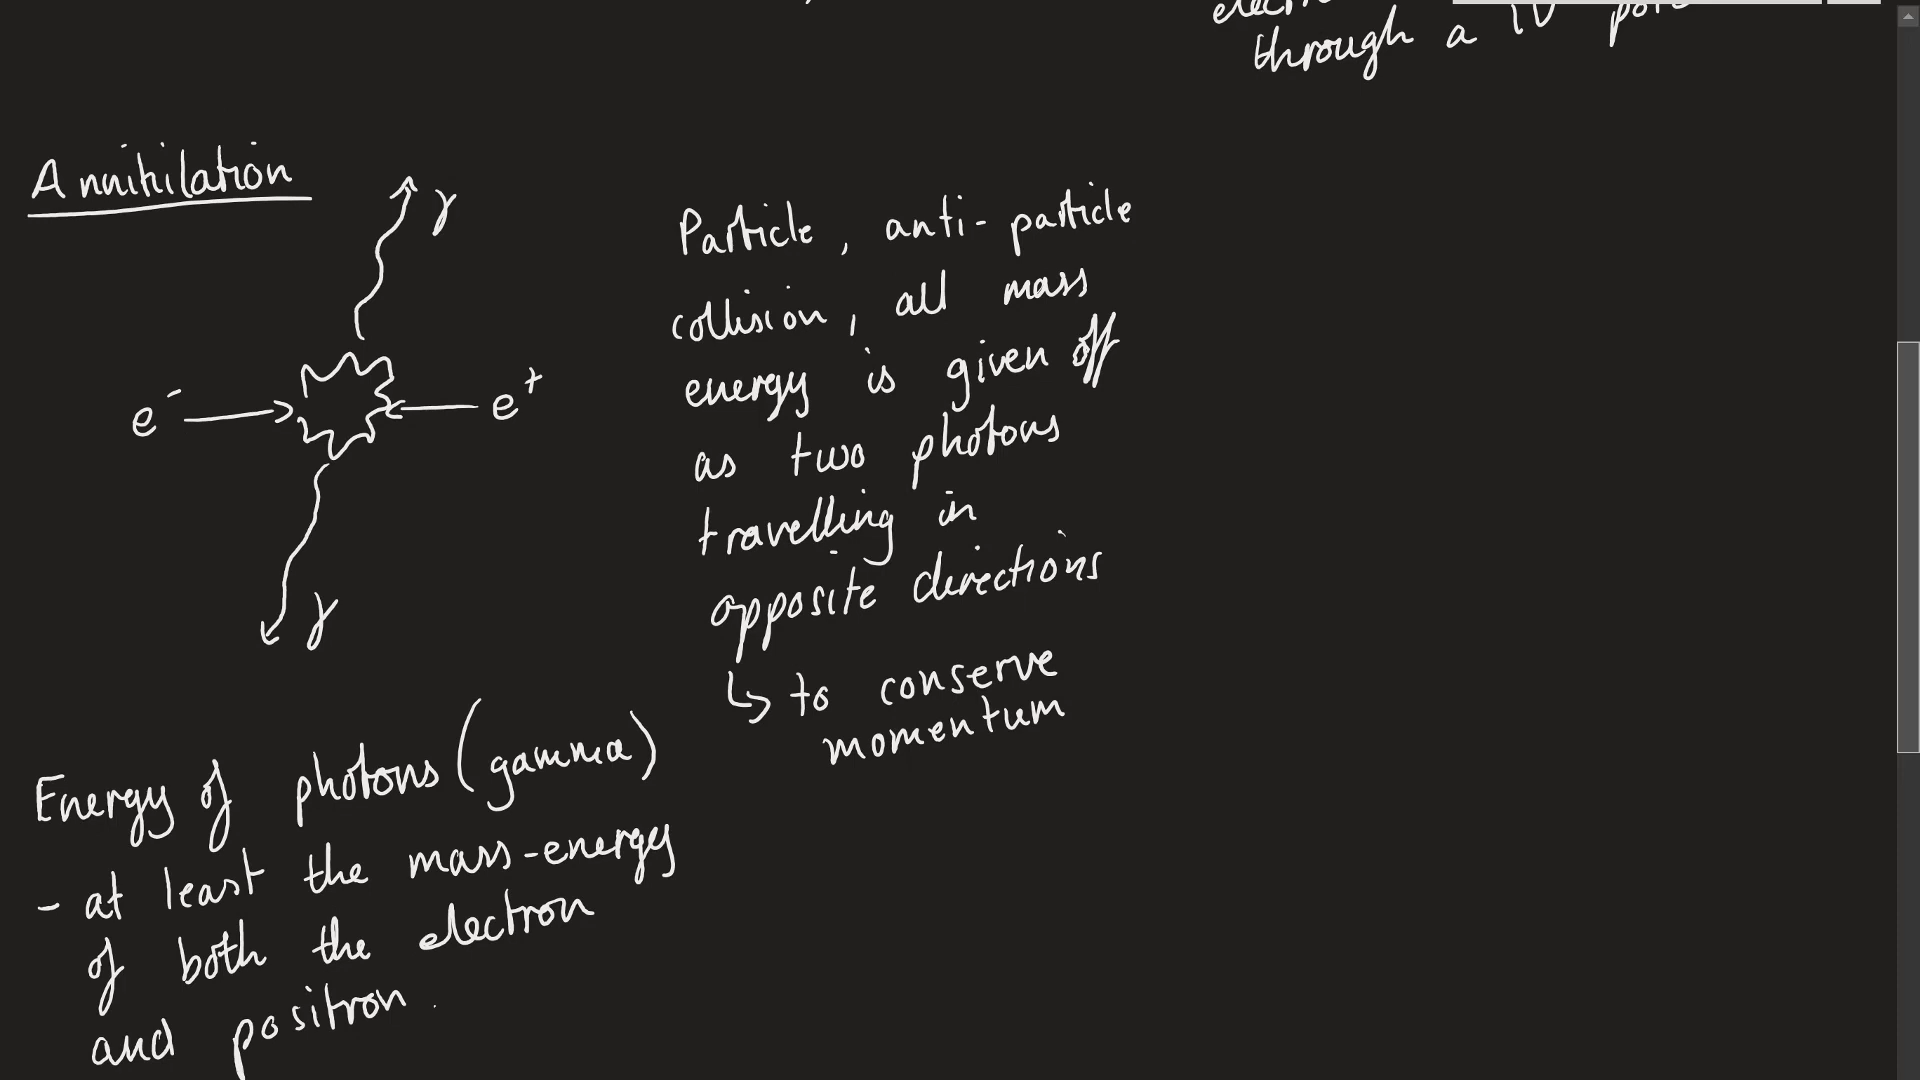 through a 1V
Annihilation
γ
e⁻
e⁺
γ
Particle, anti-particle
collision, all mass
energy is given off
as two photons
travelling in
opposite directions
↳ to conserve
momentum
Energy of photons (gamma)
- at least the mass-energy
of both the electron
and positron.